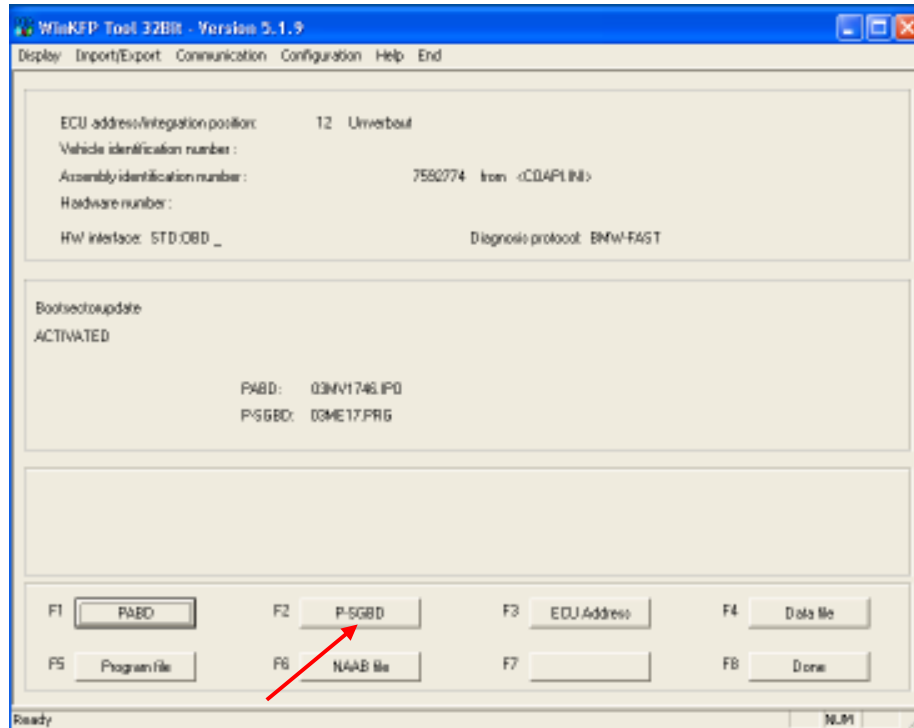 WinKFP Tool 32Bit - Version 5.1.9
Display Import/Export Communication Configuration Help End
ECU address/integration position: 12 Unverbaut
Vehicle identification number :
Assembly identification number : 7592774 from <COAPI.INI>
Hardware number :
HW interface: STD:OBD _ Diagnosis protocol: BMW-FAST
Bootsectorupdate
ACTIVATED
PABD: 03MV1746.IPO
P-SGBD: 03ME17.PRG
F1 PABD F2 P-SGBD F3 ECU Address F4 Data file
F5 Program file F6 NAAB file F7 F8 Done
Ready NUM